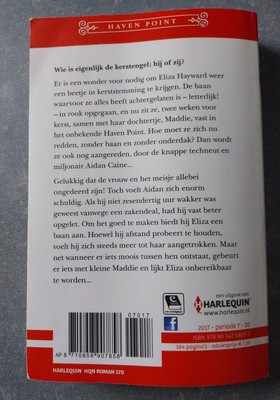 HAVEN POINT
Wie is eigenlijk de kerstengel: hij of zij?
Er is een wonder voor nodig om Eliza Hayward weer
een beetje in kerststemming te krijgen. De baan
waarvoor ze alles heeft achtergelaten is – letterlijk!
– in rook opgegaan, en nu zit ze, twee weken voor
kerst, samen met haar dochtertje, Maddie, vast in
het onbekende Haven Point. Hoe moet ze zich nu
redden, zonder baan en zonder onderdak? Dan wordt
ze ook nog aangereden, door de knappe techneut en
miljonair Aidan Caine...
Gelukkig dat de vrouw en het meisje allebei
ongedeerd zijn! Toch voelt Aidan zich enorm
schuldig. Als hij niet zesendertig uur wakker was
geweest vanwege een zakendeal, had hij vast beter
opgelet. Om het goed te maken biedt hij Eliza een
baan aan. Hoewel hij afstand probeert te houden,
voelt hij zich steeds meer tot haar aangetrokken. Maar
net wanneer er iets moois tussen hen ontstaat, gebeurt
er iets met kleine Maddie en lijkt Eliza onbereikbaar
te worden...
07017
AP 8 710858 907858
een uitgave van
HARLEQUIN
www.harlequin.nl
2017 - periode 7 - 20
384 pagina's - adviesprijs
HARLEQUIN HQN ROMAN 170